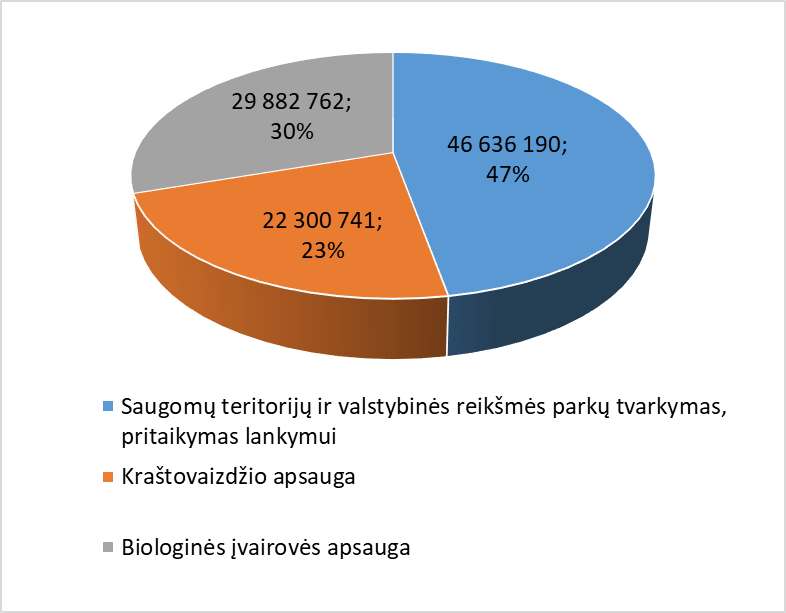 29 882 762;
30%
46 636 190;
47%
22 300 741;
23%
Saugomų teritorijų ir valstybinės reikšmės parkų tvarkymas,
pritaikymas lankymui
Kraštovaizdžio apsauga
Biologinės įvairovės apsauga